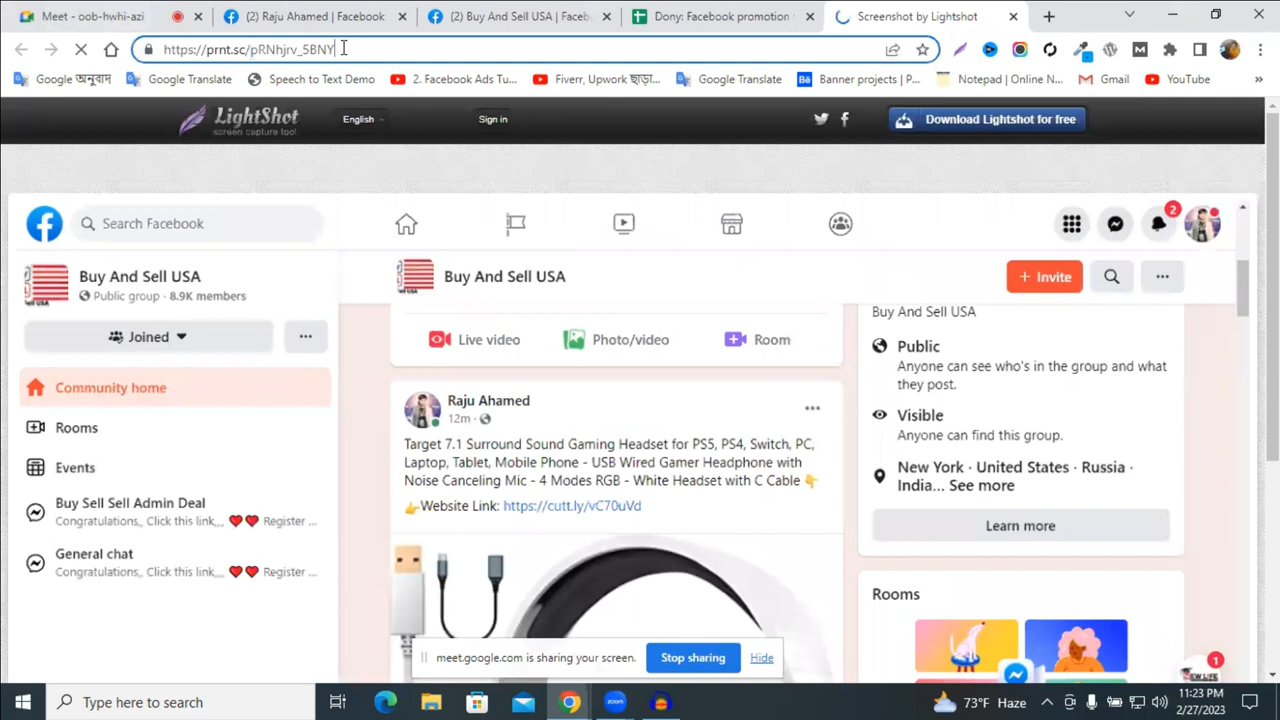 Meet - oob-hwhi-azi
(2) Raju Ahamed | Facebook
(2) Buy And Sell USA | Faceb
Dony: Facebook promotion
Screenshot by Lightshot
https://prnt.sc/pRNhjrv_5BNY
Google অনুবাদ
Google Translate
Speech to Text Demo
2. Facebook Ads Tu...
Fiverr, Upwork ছাড়া...
Google Translate
Banner projects | P...
Notepad | Online N...
Gmail
YouTube
LightShot
screen capture tool
English
Sign in
Download Lightshot for free
Search Facebook
2
Buy And Sell USA
Public group · 8.9K members
Joined
Community home
Rooms
Events
Buy Sell Sell Admin Deal
Congratulations,, Click this link,,, ❤️❤️ Register ...
General chat
Congratulations,, Click this link,,, ❤️❤️ Register ...
Buy And Sell USA
+ Invite
Live video
Photo/video
Room
Raju Ahamed
12m ·
Target 7.1 Surround Sound Gaming Headset for PS5, PS4, Switch, PC,
Laptop, Tablet, Mobile Phone - USB Wired Gamer Headphone with
Noise Canceling Mic - 4 Modes RGB - White Headset with C Cable 👇
👉Website Link: https://cutt.ly/vC70uVd
Buy And Sell USA
Public
Anyone can see who's in the group and what
they post.
Visible
Anyone can find this group.
New York · United States · Russia ·
India... See more
Learn more
Rooms
1
meet.google.com is sharing your screen.
Stop sharing
Hide
Type here to search
zoom
73°F Haze
11:23 PM
2/27/2023